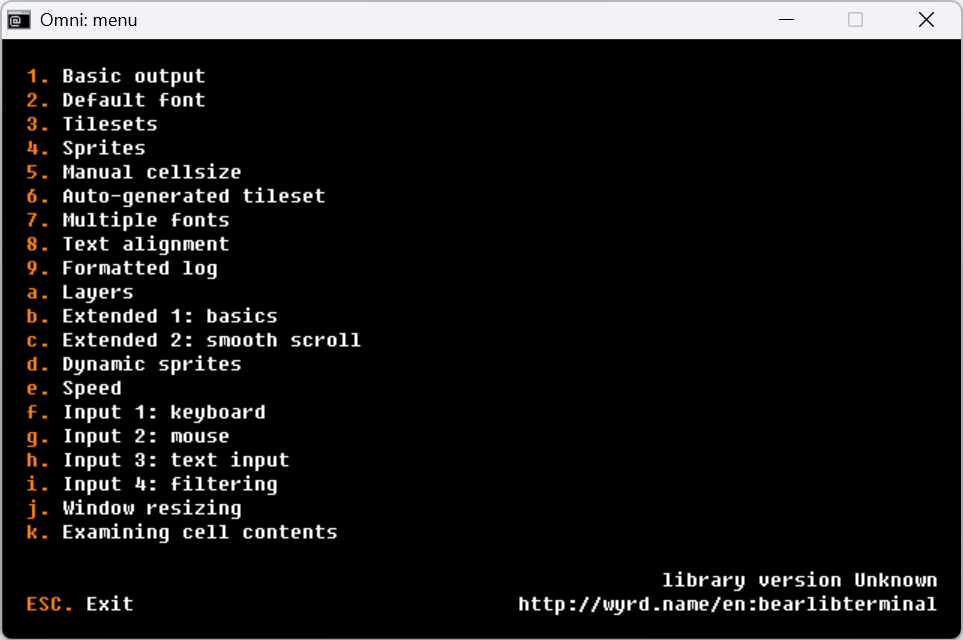 Omni: menu
1. Basic output
2. Default font
3. Tilesets
4. Sprites
5. Manual cellsize
6. Auto-generated tileset
7. Multiple fonts
8. Text alignment
9. Formatted log
a. Layers
b. Extended 1: basics
c. Extended 2: smooth scroll
d. Dynamic sprites
e. Speed
f. Input 1: keyboard
g. Input 2: mouse
h. Input 3: text input
i. Input 4: filtering
j. Window resizing
k. Examining cell contents
library version Unknown
ESC. Exit http://wyrd.name/en:bearlibterminal